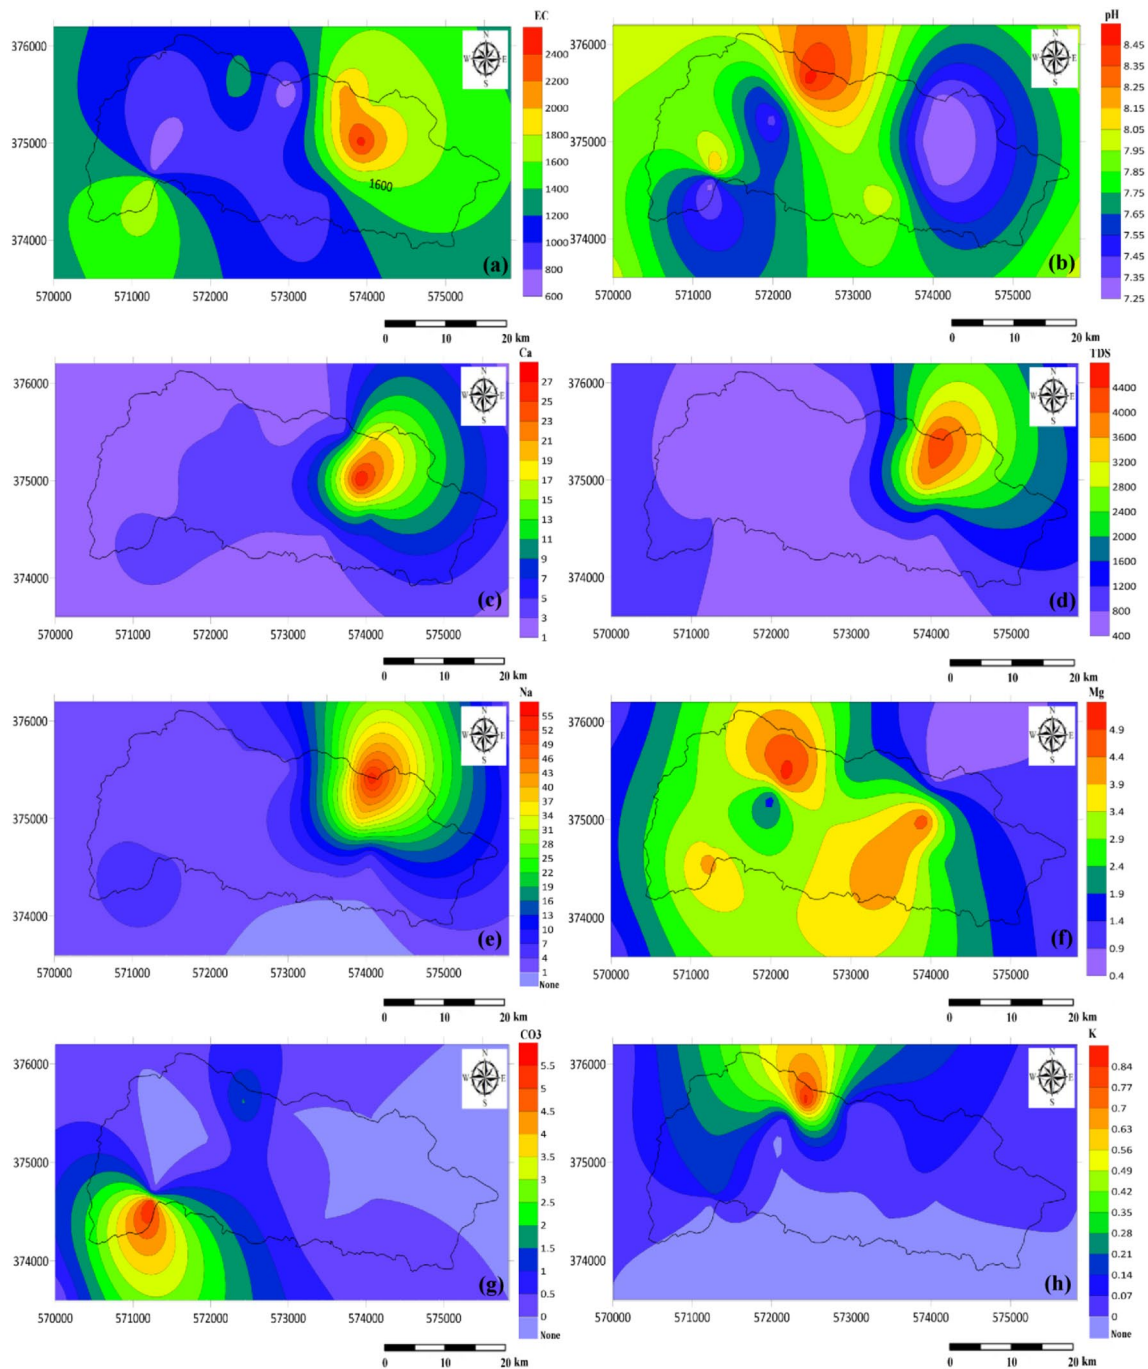 EC
376000
375000
374000
570000 571000 572000 573000 574000 575000
N
W E
S
1600
(a)
2400
2200
2000
1800
1600
1400
1200
1000
800
600
0 10 20 km
pH
376000
375000
374000
570000 571000 572000 573000 574000 575000
N
W E
S
(b)
8.45
8.35
8.25
8.15
8.05
7.95
7.85
7.75
7.65
7.55
7.45
7.35
7.25
0 10 20 km
Ca
376000
375000
374000
570000 571000 572000 573000 574000 575000
N
W E
S
(c)
27
25
23
21
19
17
15
13
11
9
7
5
3
1
0 10 20 km
TDS
376000
375000
374000
570000 571000 572000 573000 574000 575000
N
W E
S
(d)
4400
4000
3600
3200
2800
2400
2000
1600
1200
800
400
0 10 20 km
Na
376000
375000
374000
570000 571000 572000 573000 574000 575000
N
W E
S
(e)
55
52
49
46
43
40
37
34
31
28
25
22
19
16
13
10
7
4
1
None
0 10 20 km
Mg
376000
375000
374000
570000 571000 572000 573000 574000 575000
N
W E
S
(f)
4.9
4.4
3.9
3.4
2.9
2.4
1.9
1.4
0.9
0.4
0 10 20 km
CO3
376000
375000
374000
570000 571000 572000 573000 574000 575000
N
W E
S
(g)
5.5
5
4.5
4
3.5
3
2.5
2
1.5
1
0.5
0
None
0 10 20 km
K
376000
375000
374000
570000 571000 572000 573000 574000 575000
N
W E
S
(h)
0.84
0.77
0.7
0.63
0.56
0.49
0.42
0.35
0.28
0.21
0.14
0.07
0
None
0 10 20 km